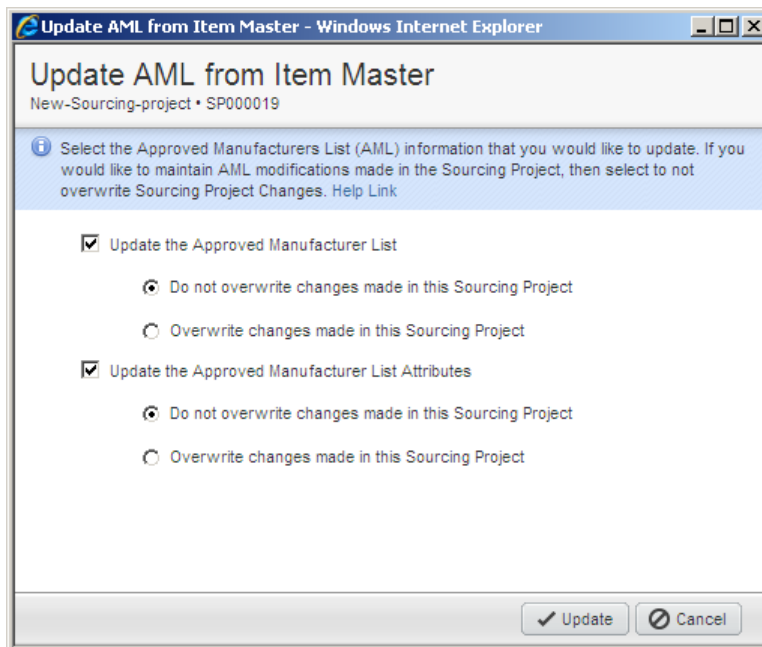 Update AML from Item Master - Windows Internet Explorer
Update AML from Item Master
New-Sourcing-project • SP000019
Select the Approved Manufacturers List (AML) information that you would like to update. If you
would like to maintain AML modifications made in the Sourcing Project, then select to not
overwrite Sourcing Project Changes. Help Link
Update the Approved Manufacturer List
Do not overwrite changes made in this Sourcing Project
Overwrite changes made in this Sourcing Project
Update the Approved Manufacturer List Attributes
Do not overwrite changes made in this Sourcing Project
Overwrite changes made in this Sourcing Project
Update Cancel